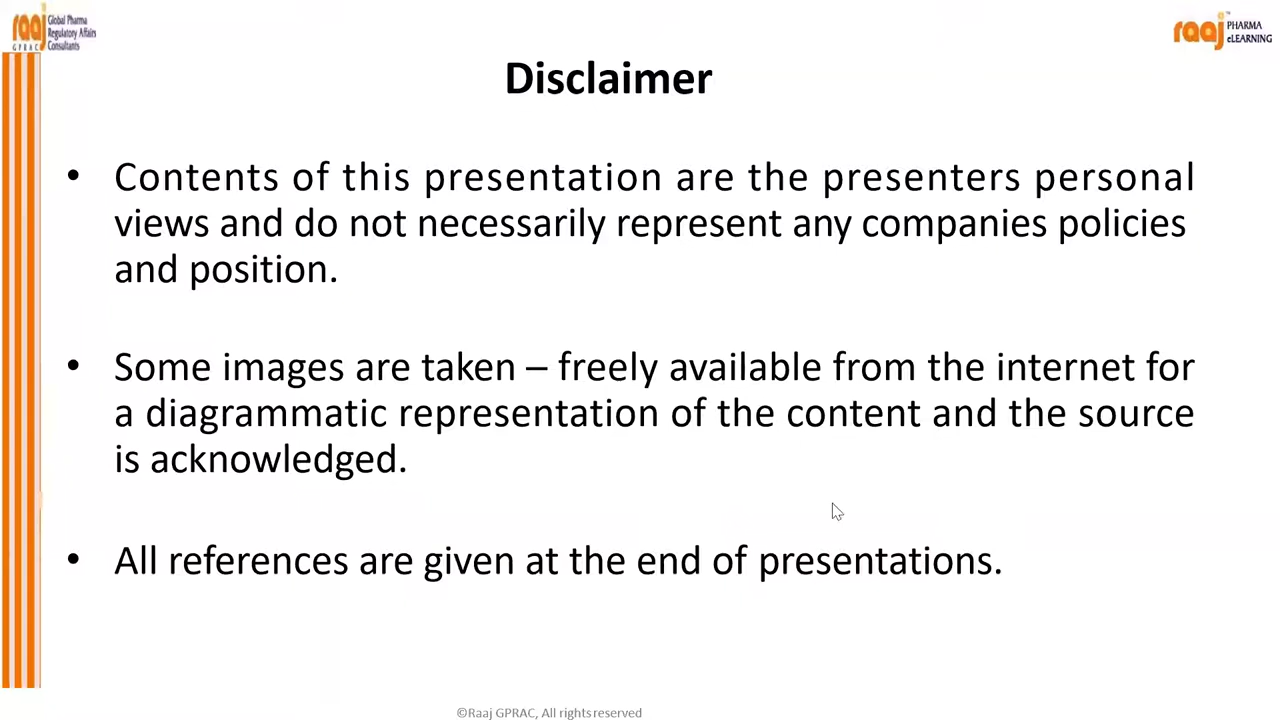 raaj
Global Pharma
Regulatory Affairs
Consultants
GPRAC
raaj
PHARMA
eLEARNING
Disclaimer
• Contents of this presentation are the presenters personal
views and do not necessarily represent any companies policies
and position.
• Some images are taken – freely available from the internet for
a diagrammatic representation of the content and the source
is acknowledged.
• All references are given at the end of presentations.
©Raaj GPRAC, All rights reserved